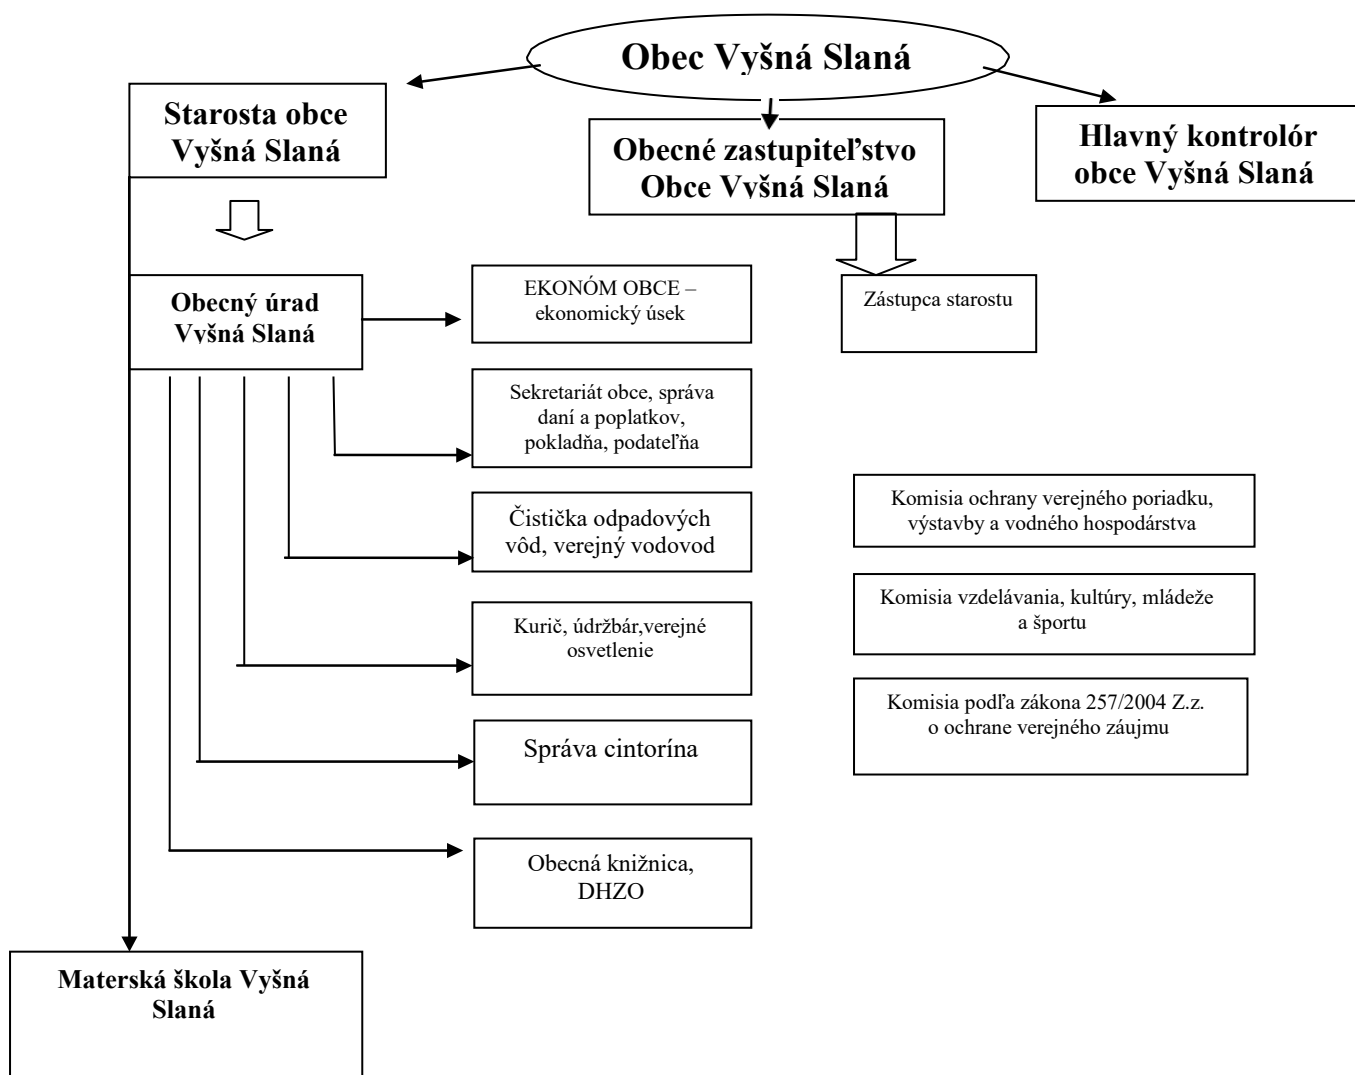 Obec Vyšná Slaná
Starosta obce
Vyšná Slaná
Obecné zastupiteľstvo
Obce Vyšná Slaná
Hlavný kontrolór
obce Vyšná Slaná
Obecný úrad
Vyšná Slaná
EKONÓM OBCE –
ekonomický úsek
Zástupca starostu
Sekretariát obce, správa
daní a poplatkov,
pokladňa, podateľňa
Čistička odpadových
vôd, verejný vodovod
Kurič, údržbár,verejné
osvetlenie
Správa cintorína
Obecná knižnica,
DHZO
Komisia ochrany verejného poriadku,
výstavby a vodného hospodárstva
Komisia vzdelávania, kultúry, mládeže
a športu
Komisia podľa zákona 257/2004 Z.z.
o ochrane verejného záujmu
Materská škola Vyšná
Slaná